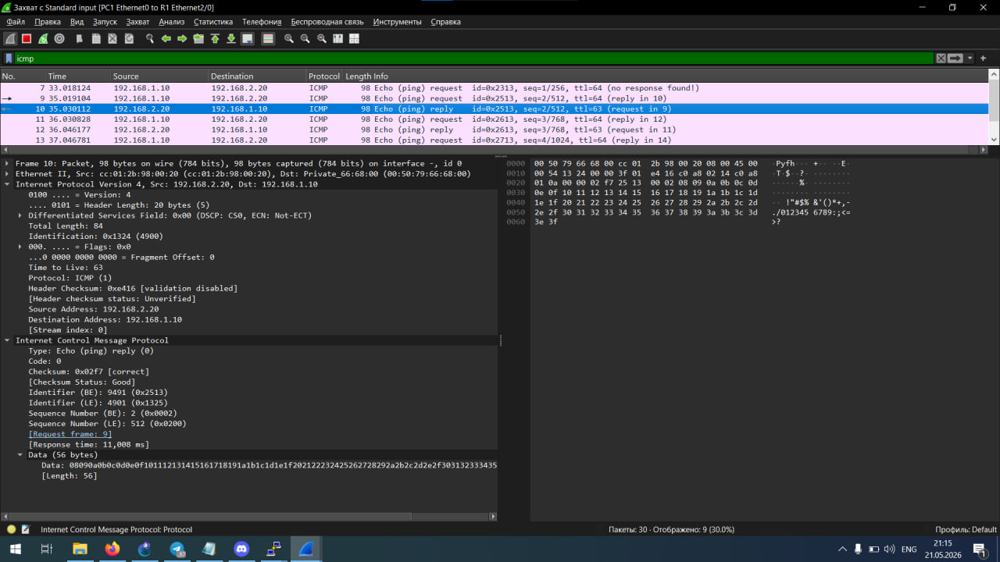 Захват с Standard input [PC1 Ethernet0 to R1 Ethernet2/0]
Файл Правка Вид Запуск Захват Анализ Статистика Телефония Беспроводная связь Инструменты Справка
icmp
No. Time Source Destination Protocol Length Info
7 33.018124 192.168.1.10 192.168.2.20 ICMP 98 Echo (ping) request id=0x2313, seq=1/256, ttl=64 (no response found!)
9 35.019104 192.168.1.10 192.168.2.20 ICMP 98 Echo (ping) request id=0x2513, seq=2/512, ttl=64 (reply in 10)
10 35.030112 192.168.2.20 192.168.1.10 ICMP 98 Echo (ping) reply id=0x2513, seq=2/512, ttl=63 (request in 9)
11 36.030828 192.168.1.10 192.168.2.20 ICMP 98 Echo (ping) request id=0x2613, seq=3/768, ttl=64 (reply in 12)
12 36.046177 192.168.2.20 192.168.1.10 ICMP 98 Echo (ping) reply id=0x2613, seq=3/768, ttl=63 (request in 11)
13 37.046781 192.168.1.10 192.168.2.20 ICMP 98 Echo (ping) request id=0x2713, seq=4/1024, ttl=64 (reply in 14)
Frame 10: Packet, 98 bytes on wire (784 bits), 98 bytes captured (784 bits) on interface -, id 0
Ethernet II, Src: cc:01:2b:98:00:20 (cc:01:2b:98:00:20), Dst: Private_66:68:00 (00:50:79:66:68:00)
Internet Protocol Version 4, Src: 192.168.2.20, Dst: 192.168.1.10
0100 .... = Version: 4
.... 0101 = Header Length: 20 bytes (5)
Differentiated Services Field: 0x00 (DSCP: CS0, ECN: Not-ECT)
Total Length: 84
Identification: 0x1324 (4900)
000. .... = Flags: 0x0
...0 0000 0000 0000 = Fragment Offset: 0
Time to Live: 63
Protocol: ICMP (1)
Header Checksum: 0xe416 [validation disabled]
[Header checksum status: Unverified]
Source Address: 192.168.2.20
Destination Address: 192.168.1.10
[Stream index: 0]
Internet Control Message Protocol
Type: Echo (ping) reply (0)
Code: 0
Checksum: 0x02f7 [correct]
[Checksum Status: Good]
Identifier (BE): 9491 (0x2513)
Identifier (LE): 4901 (0x1325)
Sequence Number (BE): 2 (0x0002)
Sequence Number (LE): 512 (0x0200)
[Request frame: 9]
[Response time: 11,008 ms]
Data (56 bytes)
Data: 08090a0b0c0d0e0f101112131415161718191a1b1c1d1e1f202122232425262728292a2b2c2d2e2f303132333435
[Length: 56]
0000 00 50 79 66 68 00 cc 01 2b 98 00 20 08 00 45 00 ·Pyfh··· +·· ··E·
0010 00 54 13 24 00 00 3f 01 e4 16 c0 a8 02 14 c0 a8 ·T·$··?· ········
0020 01 0a 00 00 02 f7 25 13 00 02 08 09 0a 0b 0c 0d ······%· ········
0030 0e 0f 10 11 12 13 14 15 16 17 18 19 1a 1b 1c 1d ········ ········
0040 1e 1f 20 21 22 23 24 25 26 27 28 29 2a 2b 2c 2d ·· !"#$% &'()*+,-
0050 2e 2f 30 31 32 33 34 35 36 37 38 39 3a 3b 3c 3d ./012345 6789:;<=
0060 3e 3f >?
Internet Control Message Protocol: Protocol
Пакеты: 30 · Отображено: 9 (30.0%)
Профиль: Default
ENG
21:15
21.05.2026
1